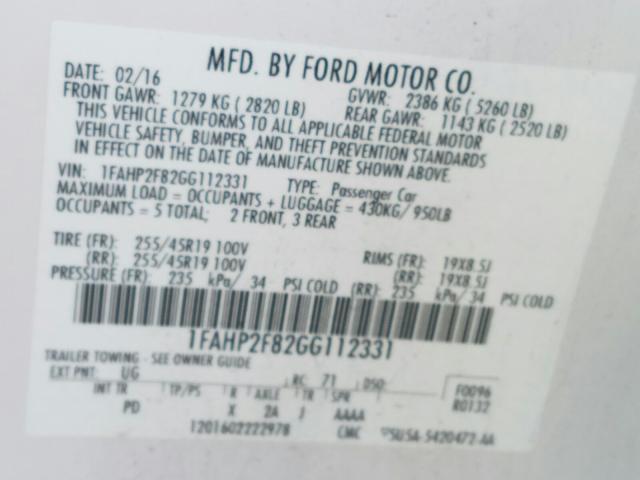 MFD. BY FORD MOTOR CO.
DATE: 02/16 GVWR: 2386 KG ( 5260 LB)
FRONT GAWR: 1279 KG ( 2820 LB) REAR GAWR: 1143 KG ( 2520 LB)
THIS VEHICLE CONFORMS TO ALL APPLICABLE FEDERAL MOTOR
VEHICLE SAFETY, BUMPER, AND THEFT PREVENTION STANDARDS
IN EFFECT ON THE DATE OF MANUFACTURE SHOWN ABOVE.
VIN: 1FAHP2F82GG112331 TYPE: Passenger Car
MAXIMUM LOAD = OCCUPANTS + LUGGAGE = 430KG/ 950LB
OCCUPANTS = 5 TOTAL; 2 FRONT, 3 REAR
TIRE (FR): 255/45R19 100V RIMS (FR): 19X8.5J
(RR): 255/45R19 100V (RR): 19X8.5J
PRESSURE (FR): 235 kPa/ 34 PSI COLD (RR): 235 kPa/ 34 PSI COLD
1FAHP2F82GG112331
TRAILER TOWING - SEE OWNER GUIDE
EXT PNT: UG RC: 71 DSO: F0096
INT TR TP/PS R AXLE TR SPR R0132
PD X 2A J AAAA
1201602222978 CMC 5U5A-5420472-AA